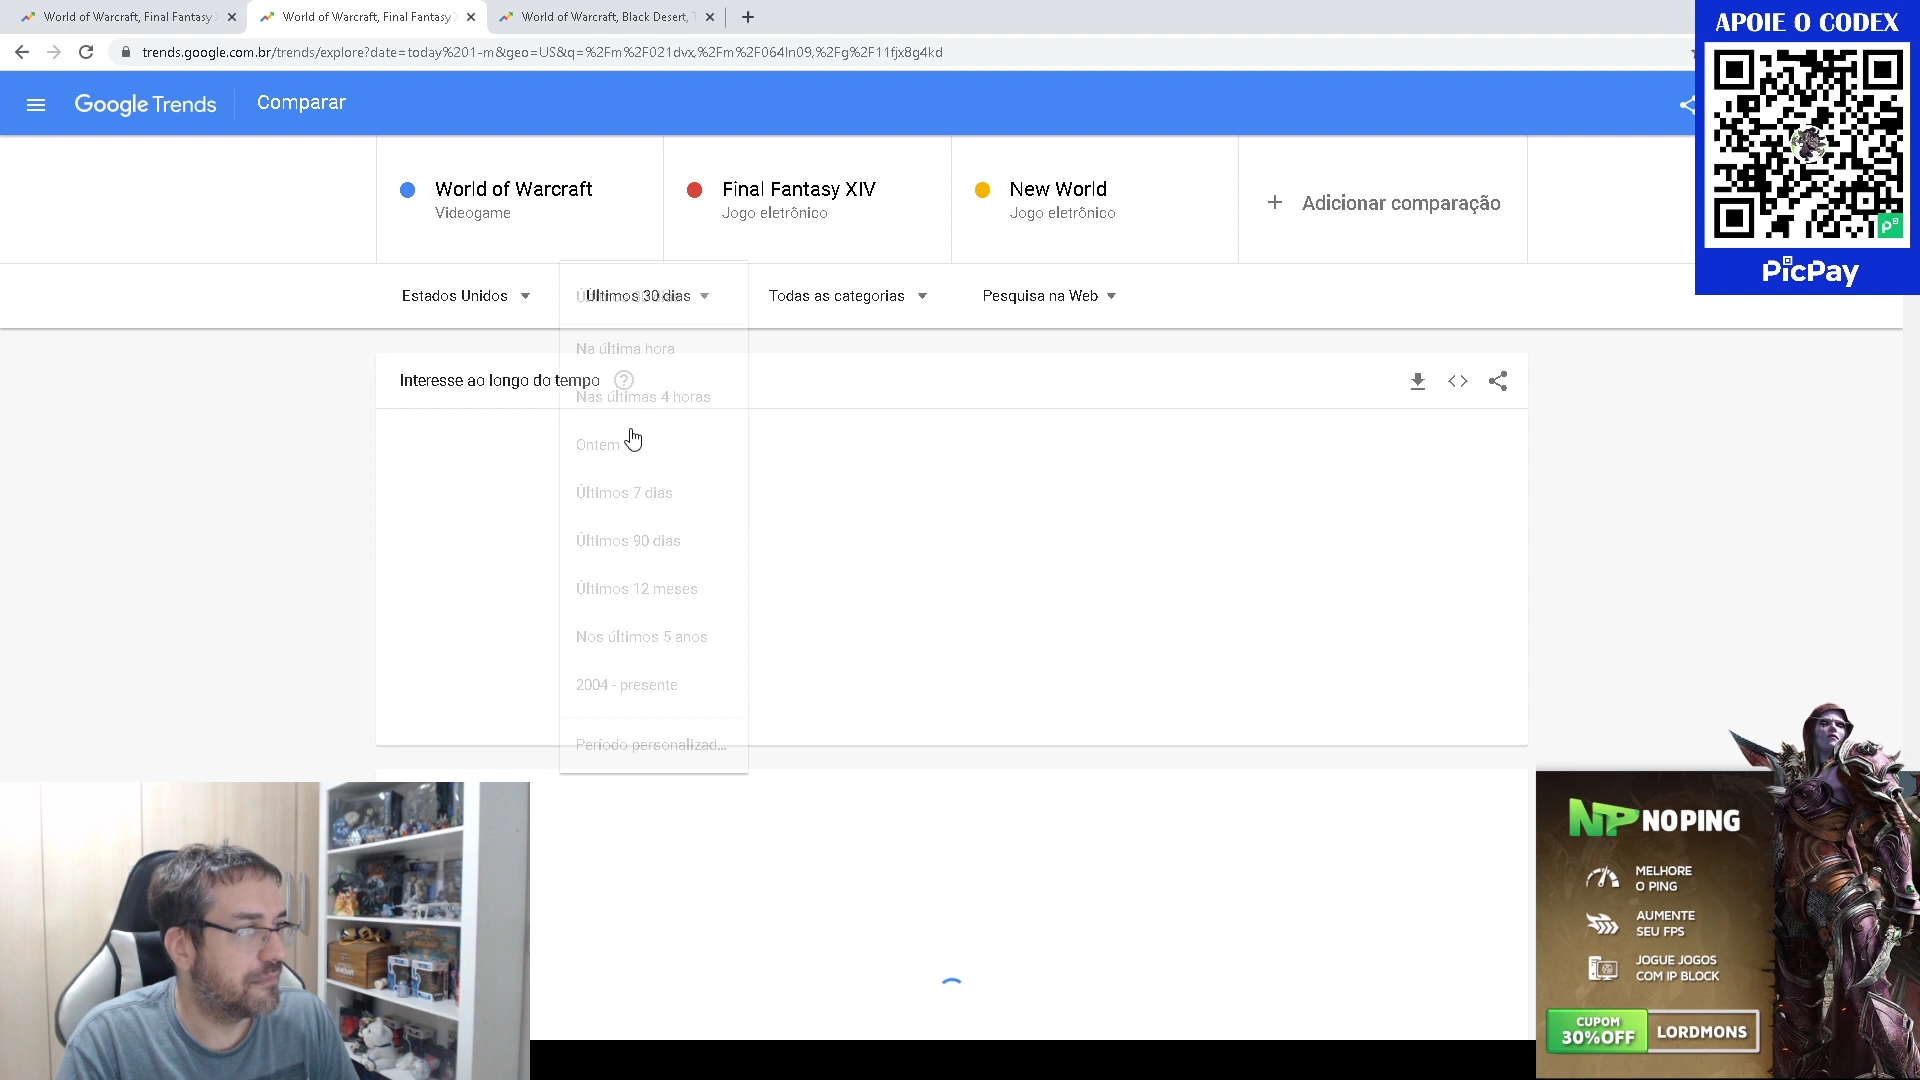 World of Warcraft, Final Fantasy
World of Warcraft, Final Fantasy
World of Warcraft, Black Desert,
trends.google.com.br/trends/explore?date=today%201-m&geo=US&q=%2Fm%2F021dvx,%2Fm%2F064ln09,%2Fg%2F11fjx8g4kd
Google Trends
Comparar
APOIE O CODEX
PicPay
World of Warcraft
Videogame
Final Fantasy XIV
Jogo eletrônico
New World
Jogo eletrônico
+ Adicionar comparação
Estados Unidos
Últimos 30 dias
Todas as categorias
Pesquisa na Web
Na última hora
Interesse ao longo do tempo
Nas últimas 4 horas
Ontem
Últimos 7 dias
Últimos 90 dias
Últimos 12 meses
Nos últimos 5 anos
2004 - presente
Período personalizad...
NP NOPING
MELHORE
O PING
AUMENTE
SEU FPS
JOGUE JOGOS
COM IP BLOCK
CUPOM
30%OFF
LORDMONS